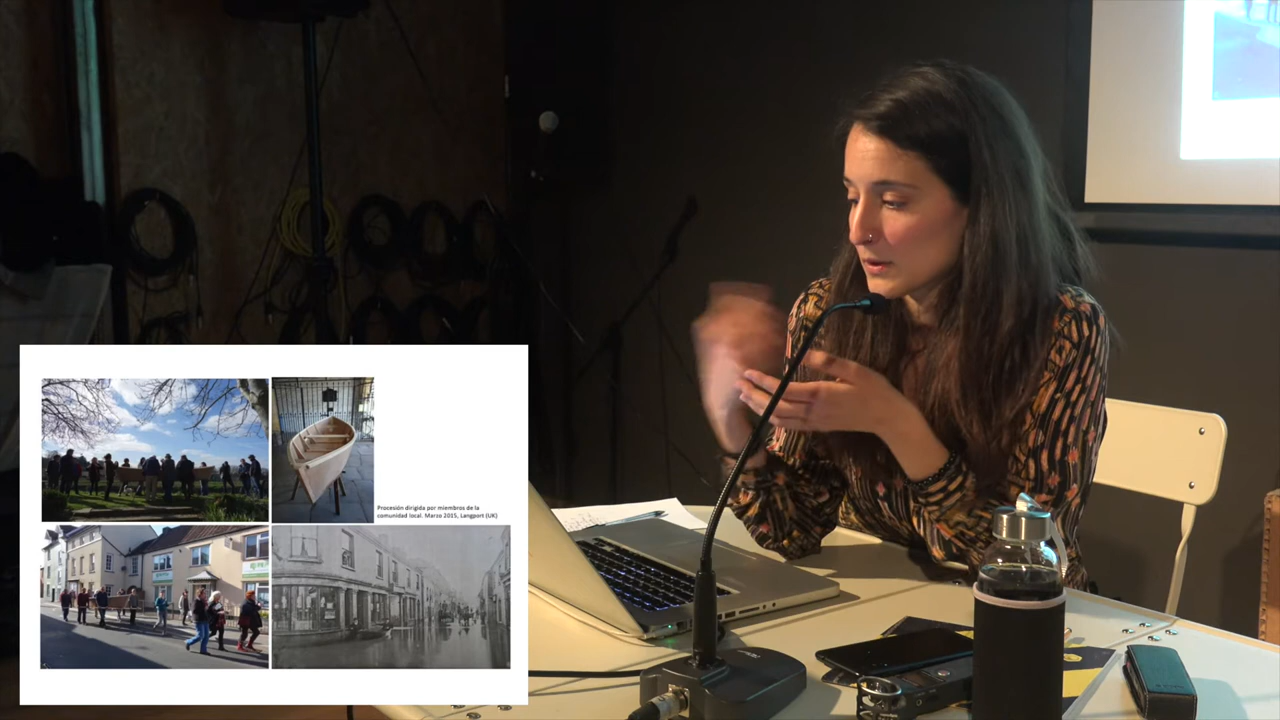 Procesión dirigida por miembros de la
comunidad local. Marzo 2015, Langport (UK)